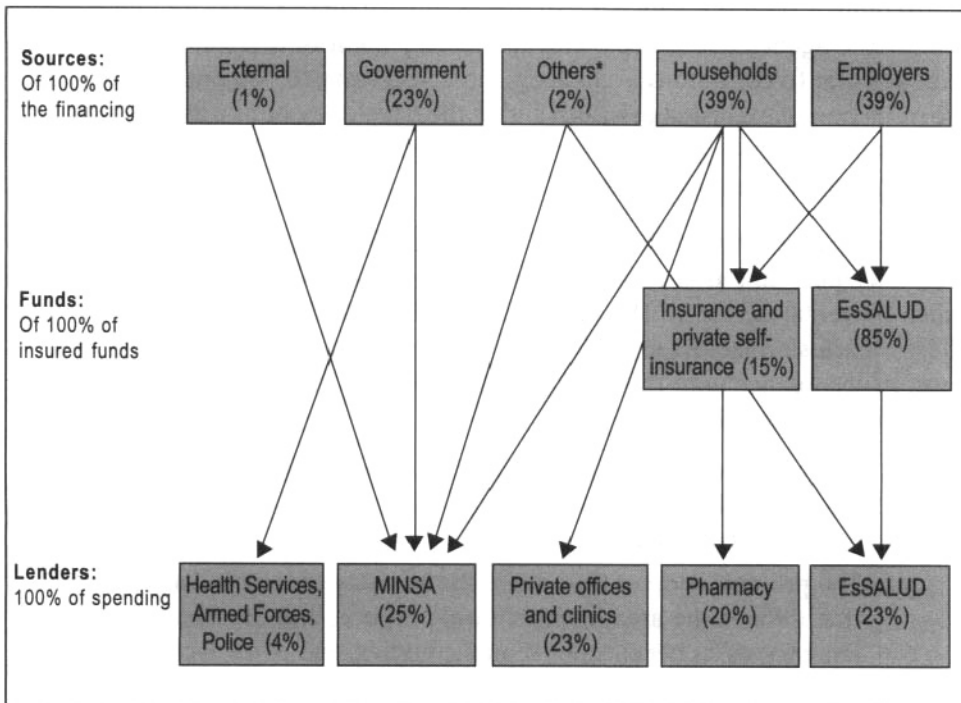 Sources:
Of 100% of
the financing
External
(1%)
Government
(23%)
Others*
(2%)
Households
(39%)
Employers
(39%)
Funds:
Of 100% of
insured funds
Insurance and
private self-
insurance (15%)
EsSALUD
(85%)
Lenders:
100% of spending
Health Services,
Armed Forces,
Police (4%)
MINSA
(25%)
Private offices
and clinics
(23%)
Pharmacy
(20%)
EsSALUD
(23%)